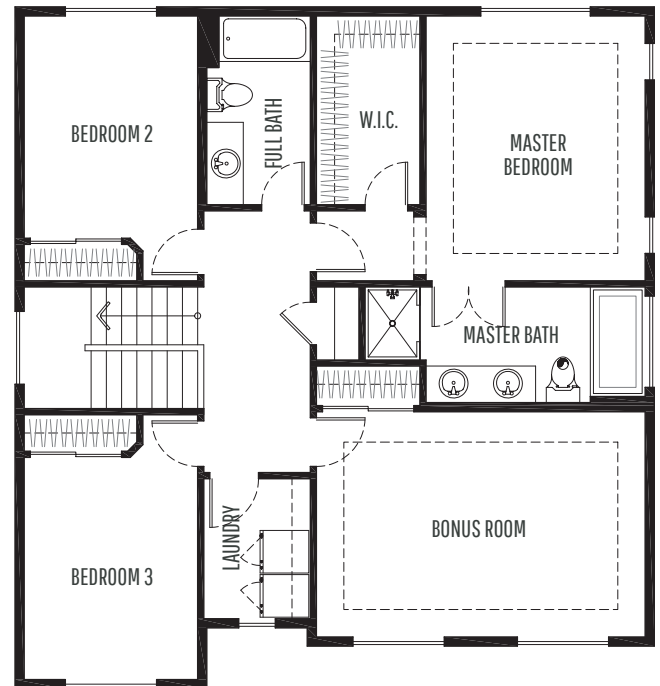 BEDROOM 2
FULL BATH
W.I.C.
MASTER
BEDROOM
MASTER BATH
BONUS ROOM
LAUNDRY
BEDROOM 3